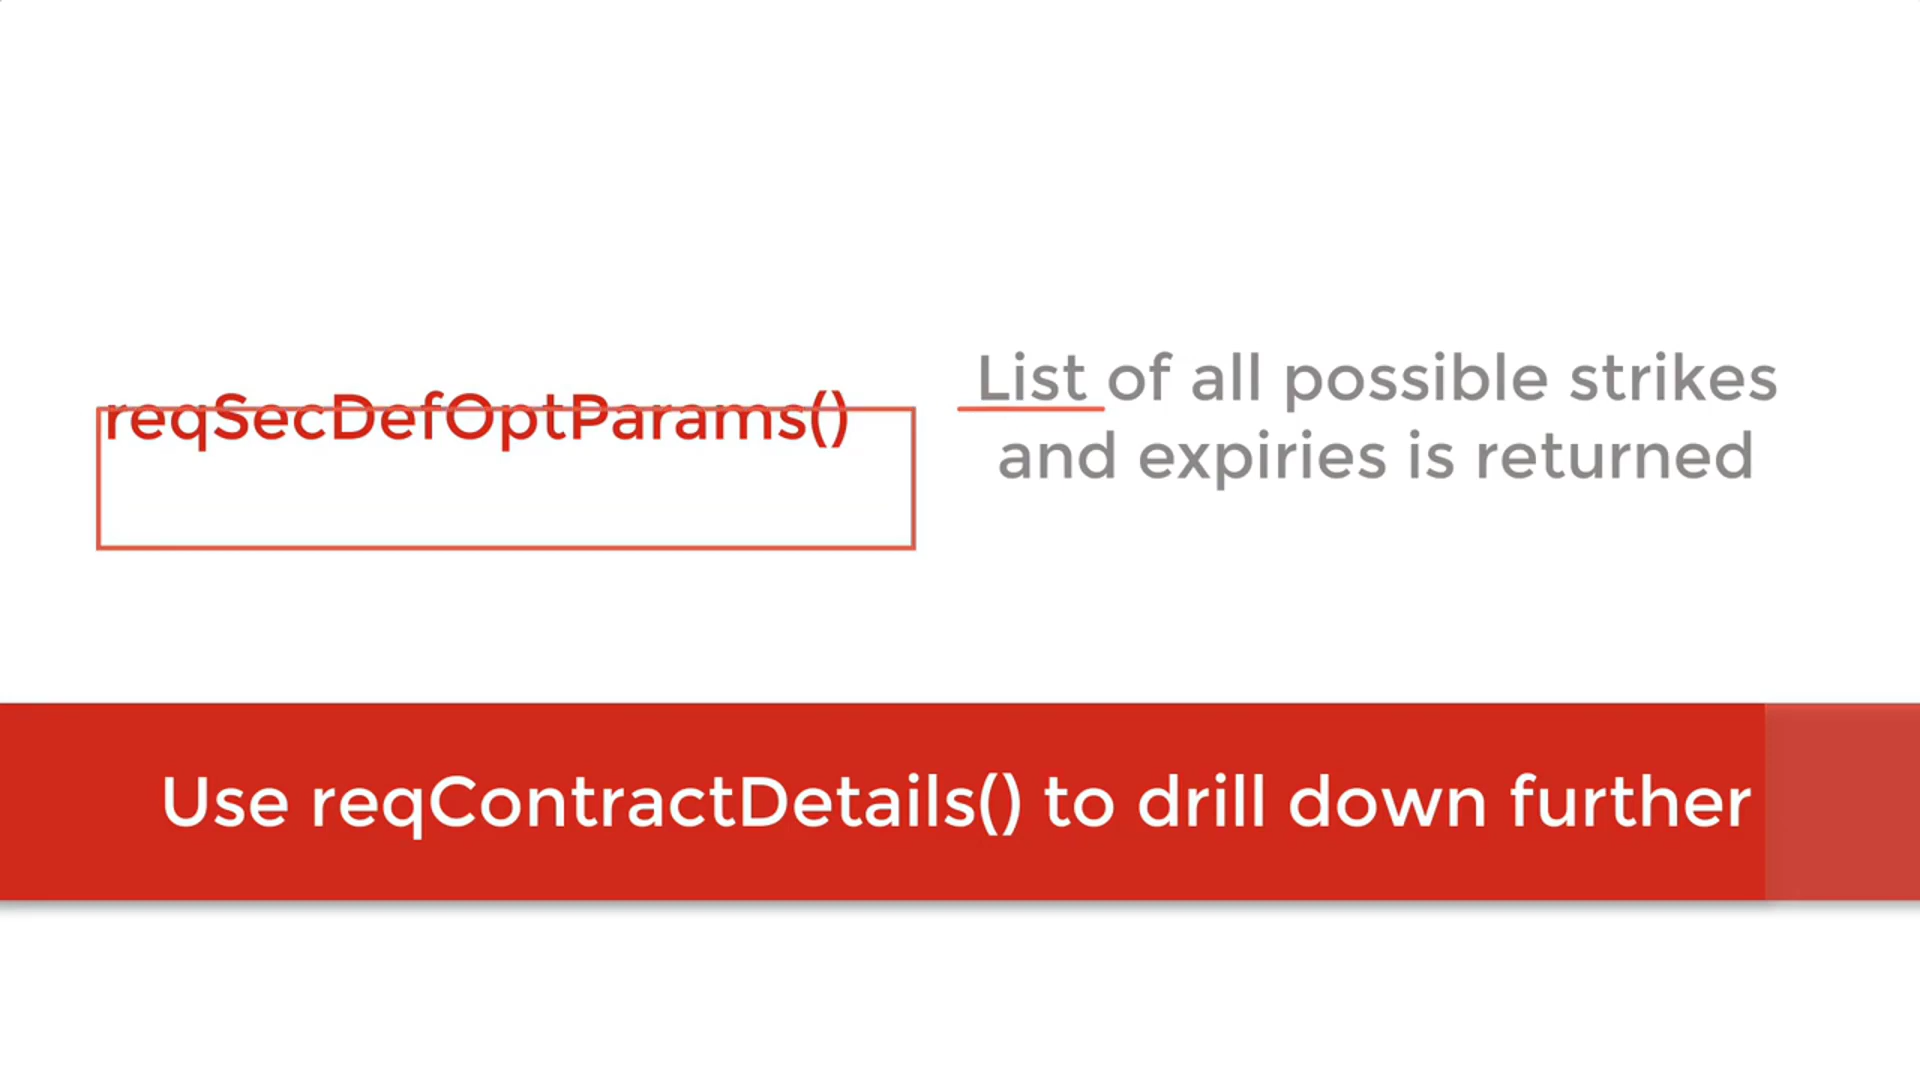 reqSecDefOptParams()
List of all possible strikes
and expiries is returned
Use reqContractDetails() to drill down further